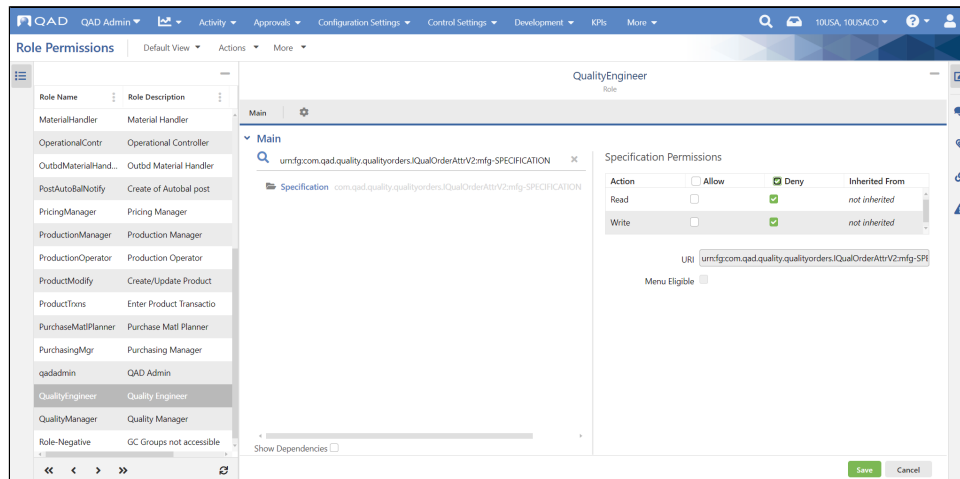 QAD QAD Admin Activity Approvals Configuration Settings Control Settings Development KPIs More 10USA, 10USACO
Role Permissions Default View Actions More
QualityEngineer
Role
Role Name Role Description
MaterialHandler Material Handler
OperationalContr Operational Controller
OutbdMaterialHand... Outbd Material Handler
PostAutoBalNotify Create of Autobal post
PricingManager Pricing Manager
ProductionManager Production Manager
ProductionOperator Production Operator
ProductModify Create/Update Product
ProductTrxns Enter Product Transactio
PurchaseMatlPlanner Purchase Matl Planner
PurchasingMgr Purchasing Manager
qadadmin QAD Admin
QualityEngineer Quality Engineer
QualityManager Quality Manager
Role-Negative GC Groups not accessible
Main
Main
urn:fg:com.qad.quality.qualityorders.IQualOrderAttrV2:mfg-SPECIFICATION
Specification com.qad.quality.qualityorders.IQualOrderAttrV2:mfg-SPECIFICATION
Show Dependencies
Specification Permissions
Action Allow Deny Inherited From
Read not inherited
Write not inherited
URI urn:fg:com.qad.quality.qualityorders.IQualOrderAttrV2:mfg-SPE
Menu Eligible
Save Cancel